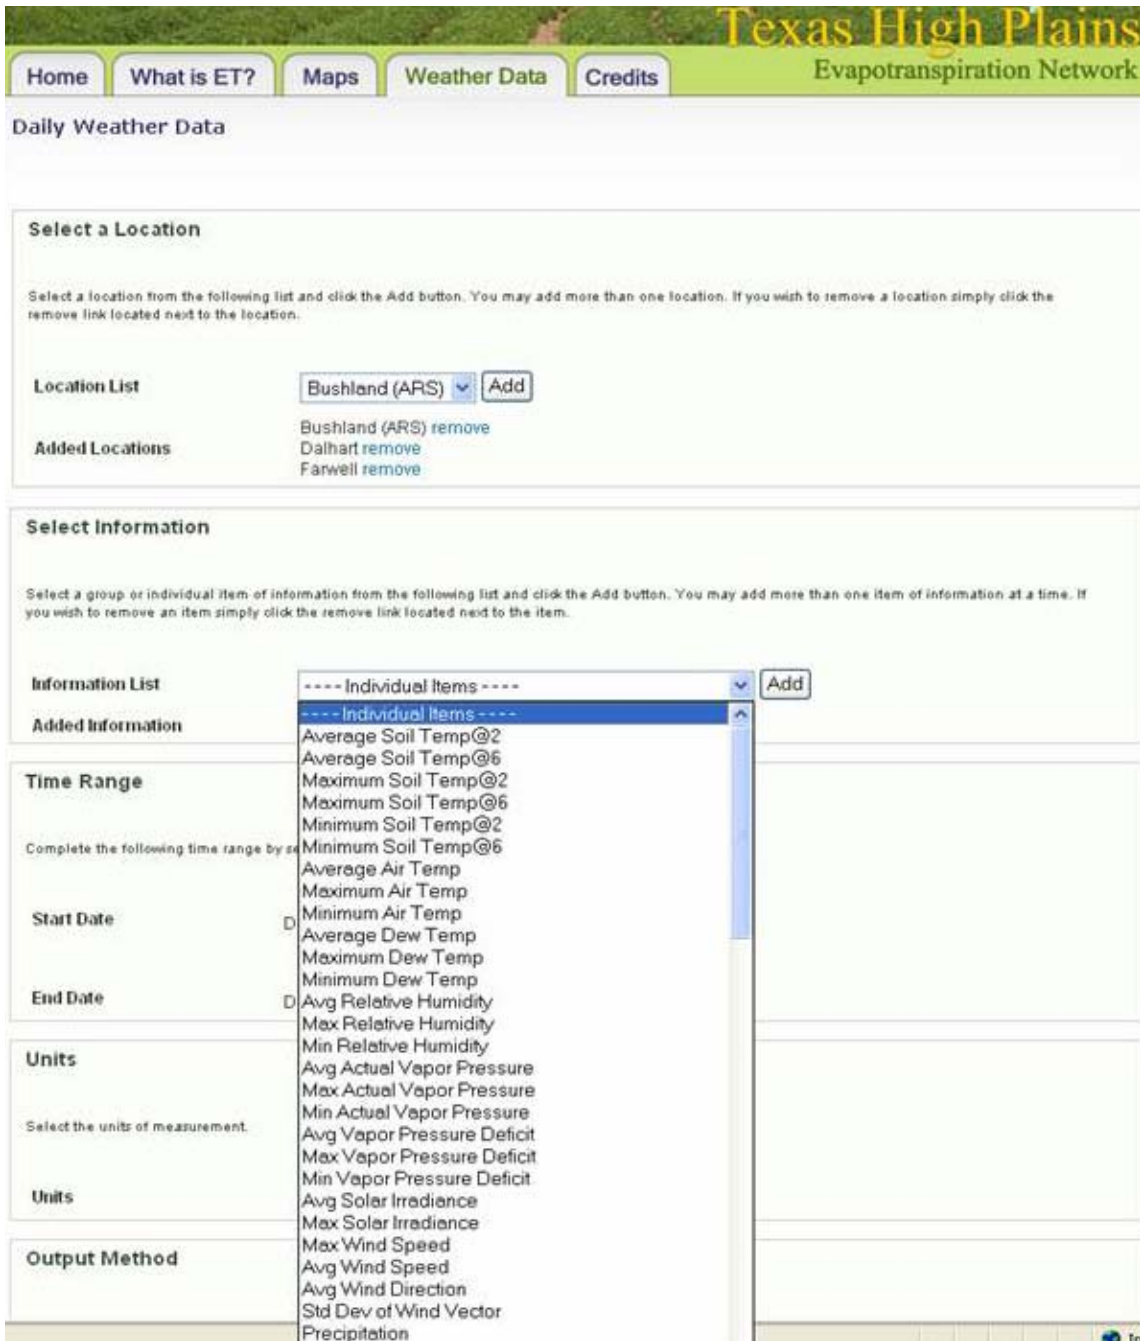 Texas High Plains
Evapotranspiration Network
Home What is ET? Maps Weather Data Credits
Daily Weather Data
Select a Location
Select a location from the following list and click the Add button. You may add more than one location. If you wish to remove a location simply click the
remove link located next to the location.
Location List Bushland (ARS) Add
Added Locations
Bushland (ARS) remove
Dalhart remove
Farwell remove
Select Information
Select a group or individual item of information from the following list and click the Add button. You may add more than one item of information at a time. If
you wish to remove an item simply click the remove link located next to the item.
Information List ---- Individual Items ---- Add
Added Information
---- Individual Items ----
Average Soil Temp@2
Average Soil Temp@6
Maximum Soil Temp@2
Maximum Soil Temp@6
Minimum Soil Temp@2
Minimum Soil Temp@6
Average Air Temp
Maximum Air Temp
Minimum Air Temp
Average Dew Temp
Maximum Dew Temp
Minimum Dew Temp
Avg Relative Humidity
Max Relative Humidity
Min Relative Humidity
Avg Actual Vapor Pressure
Max Actual Vapor Pressure
Min Actual Vapor Pressure
Avg Vapor Pressure Deficit
Max Vapor Pressure Deficit
Min Vapor Pressure Deficit
Avg Solar Irradiance
Max Solar Irradiance
Max Wind Speed
Avg Wind Speed
Avg Wind Direction
Std Dev of Wind Vector
Precipitation
Time Range
Complete the following time range by se
Start Date D
End Date D
Units
Select the units of measurement.
Units
Output Method